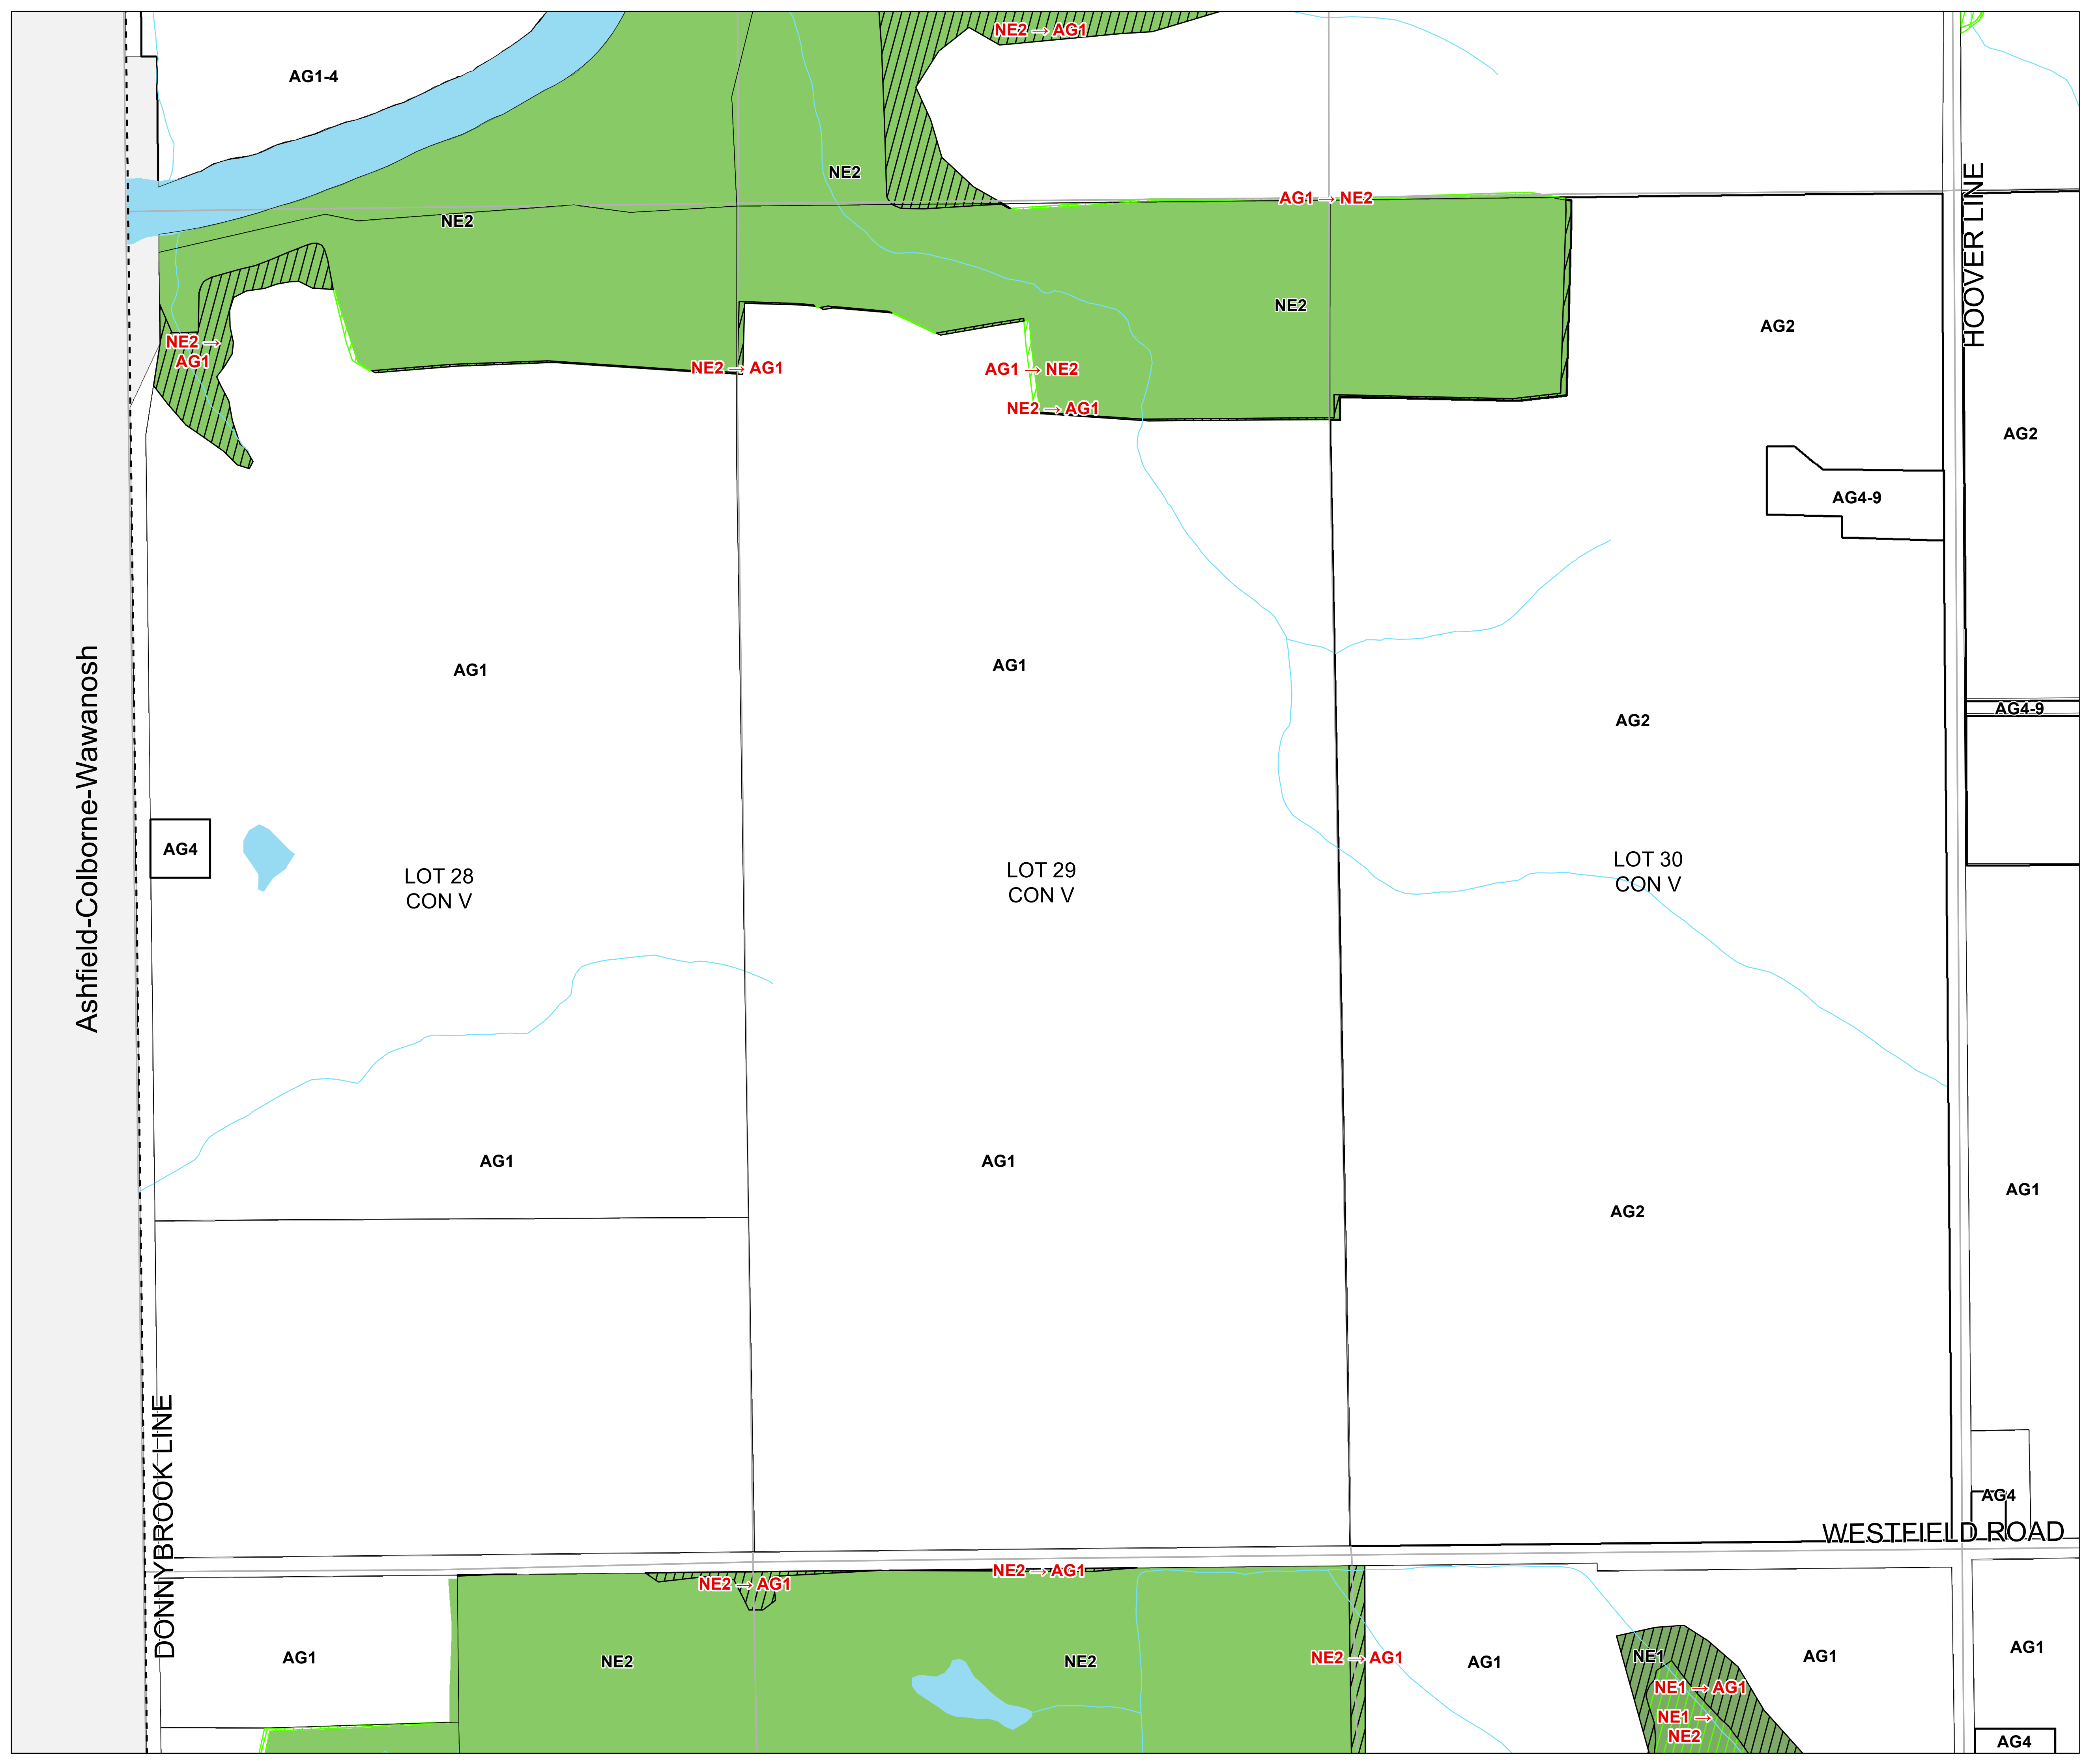 NE2 → AG1
AG1-4
NE2
AG1 → NE2
NE2
HOOVER LINE
NE2
AG2
NE2 →
AG1
NE2 → AG1
AG1 → NE2
NE2 → AG1
AG2
AG4-9
AG1
AG1
AG2
AG4-9
Ashfield-Colborne-Wawanosh
AG4
LOT 28
CON V
LOT 29
CON V
LOT 30
CON V
AG1
AG1
AG2
AG1
DONNYBROOK LINE
AG4
WESTFIELD ROAD
NE2 → AG1
NE2 → AG1
AG1
NE2
NE2
NE2 → AG1
AG1
NE1
AG1
AG1
NE1 → AG1
NE1 →
NE2
AG4